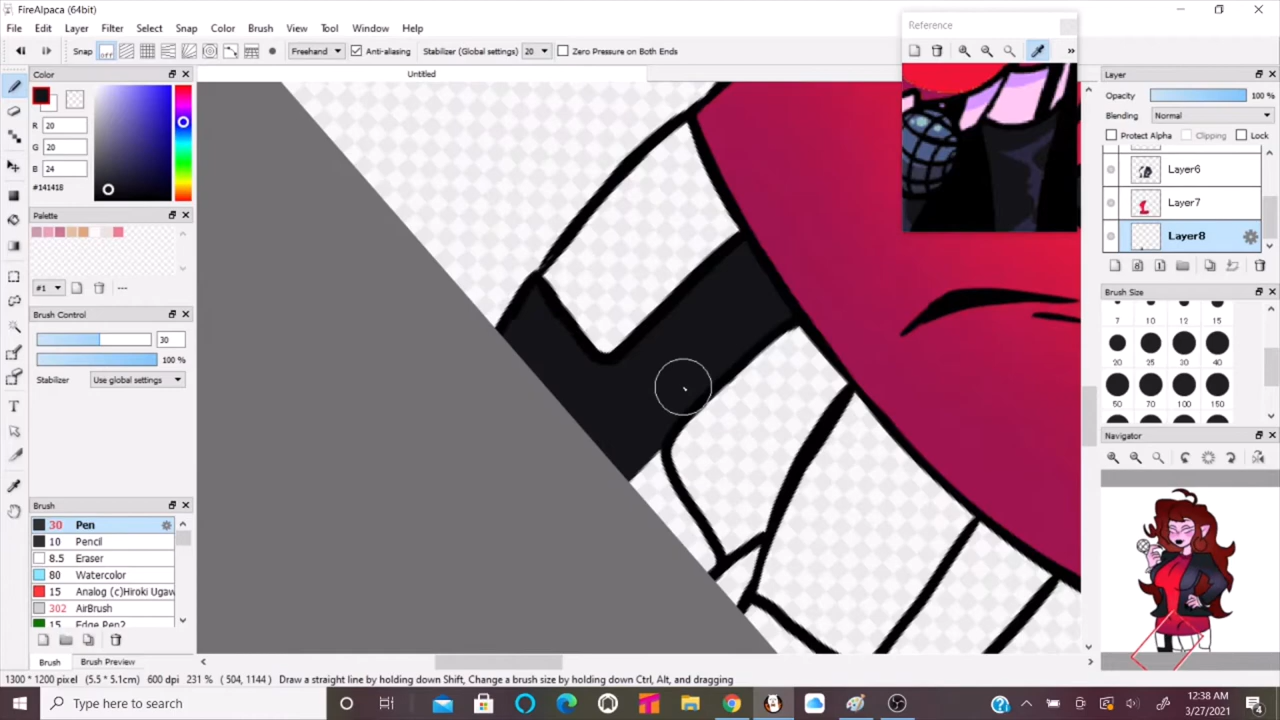 FireAlpaca (64bit)
File Edit Layer Filter Select Snap Color Brush View Tool Window Help
Snap off Freehand Anti-aliasing Stabilizer (Global settings) 20 Zero Pressure on Both Ends
Untitled
Color
R 20
G 20
B 24
#141418
Palette
#1
Brush Control
30
100 %
Stabilizer Use global settings
Brush
30 Pen
10 Pencil
8.5 Eraser
80 Watercolor
15 Analog (c)Hiroki Ugaw
302 AirBrush
15 Edge Pen2
Brush Brush Preview
Reference
Layer
Opacity 100 %
Blending Normal
Protect Alpha Clipping Lock
Layer6
Layer7
Layer8
Brush Size
7 10 12 15
20 25 30 40
50 70 100 150
Navigator
1300 * 1200 pixel (5.5 * 5.1cm) 600 dpi 231 % ( 504, 1144 ) Draw a straight line by holding down Shift, Change a brush size by holding down Ctrl, Alt, and dragging
Type here to search
12:38 AM
3/27/2021
4